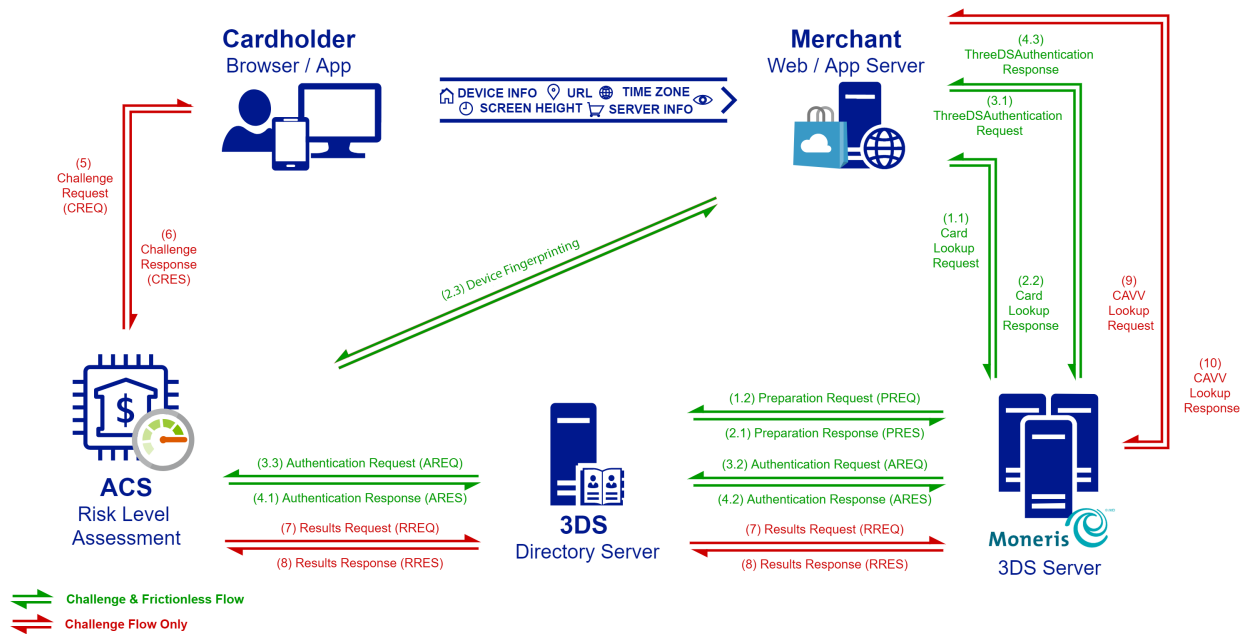 Cardholder
Browser / App
DEVICE INFO URL TIME ZONE
SCREEN HEIGHT SERVER INFO
Merchant
Web / App Server
(4.3)
ThreeDSAuthentication
Response
(3.1)
ThreeDSAuthentication
Request
(5)
Challenge
Request
(CREQ)
(6)
Challenge
Response
(CRES)
(2.3) Device Fingerprinting
(1.1)
Card
Lookup
Request
(2.2)
Card
Lookup
Response
(9)
CAVV
Lookup
Request
(10)
CAVV
Lookup
Response
$
ACS
Risk Level
Assessment
(3.3) Authentication Request (AREQ)
(4.1) Authentication Response (ARES)
(7) Results Request (RREQ)
(8) Results Response (RRES)
3DS
Directory Server
(1.2) Preparation Request (PREQ)
(2.1) Preparation Response (PRES)
(3.2) Authentication Request (AREQ)
(4.2) Authentication Response (ARES)
(7) Results Request (RREQ)
(8) Results Response (RRES)
Moneris
3DS Server
Challenge & Frictionless Flow
Challenge Flow Only